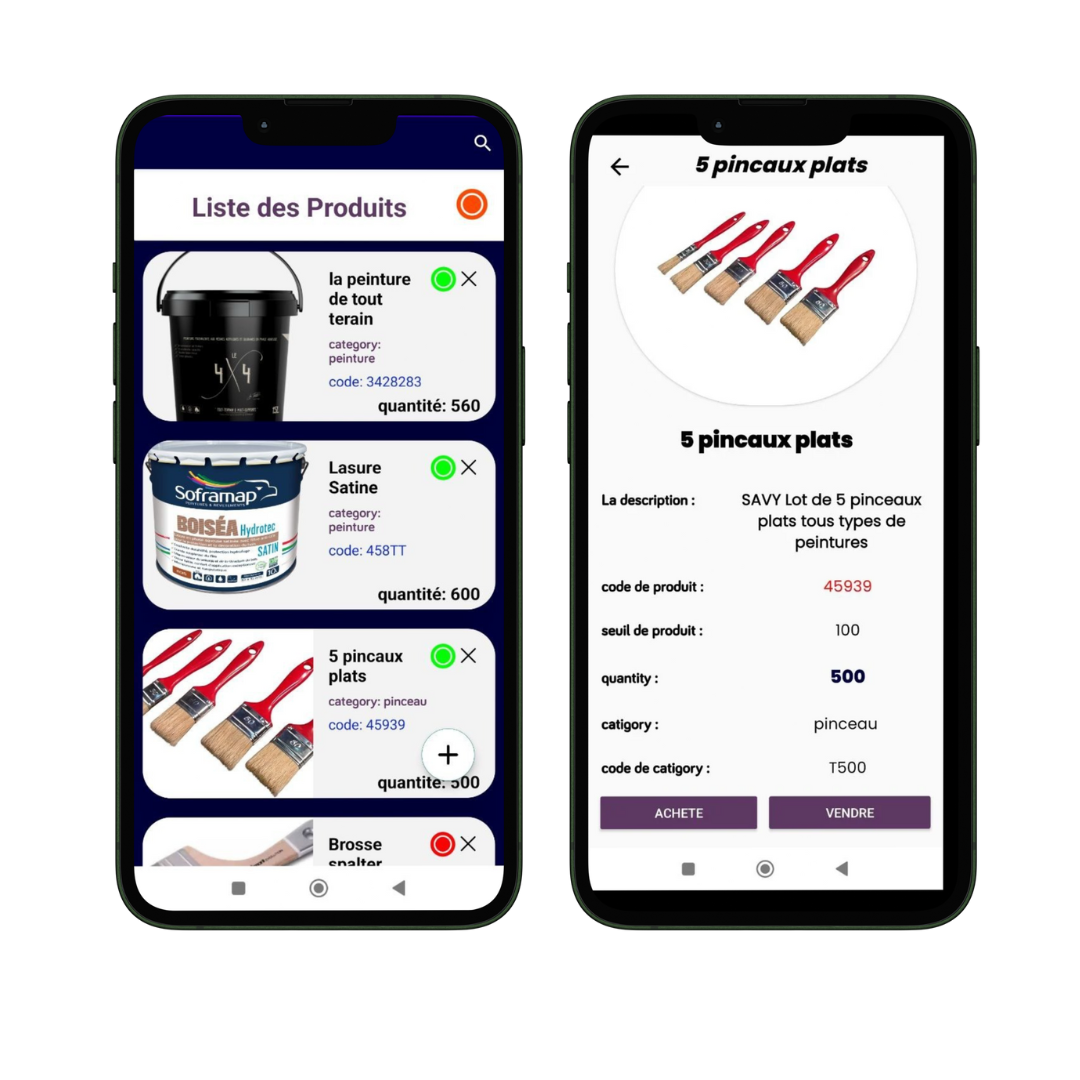 Liste des Produits
la peinture
de tout
terain
category:
peinture
code: 3428283
quantité: 560
LE
4X4
Lasure
Satine
category:
peinture
code: 458TT
quantité: 600
Soframap
BOISÉA Hydrotec
SATIN
10L
5 pincaux
plats
category: pinceau
code: 45939
quantité: 500
Brosse
spalter
5 pincaux plats
5 pincaux plats
La description : SAVY Lot de 5 pinceaux
plats tous types de
peintures
code de produit : 45939
seuil de produit : 100
quantity : 500
catigory : pinceau
code de catigory : T500
ACHETE VENDRE